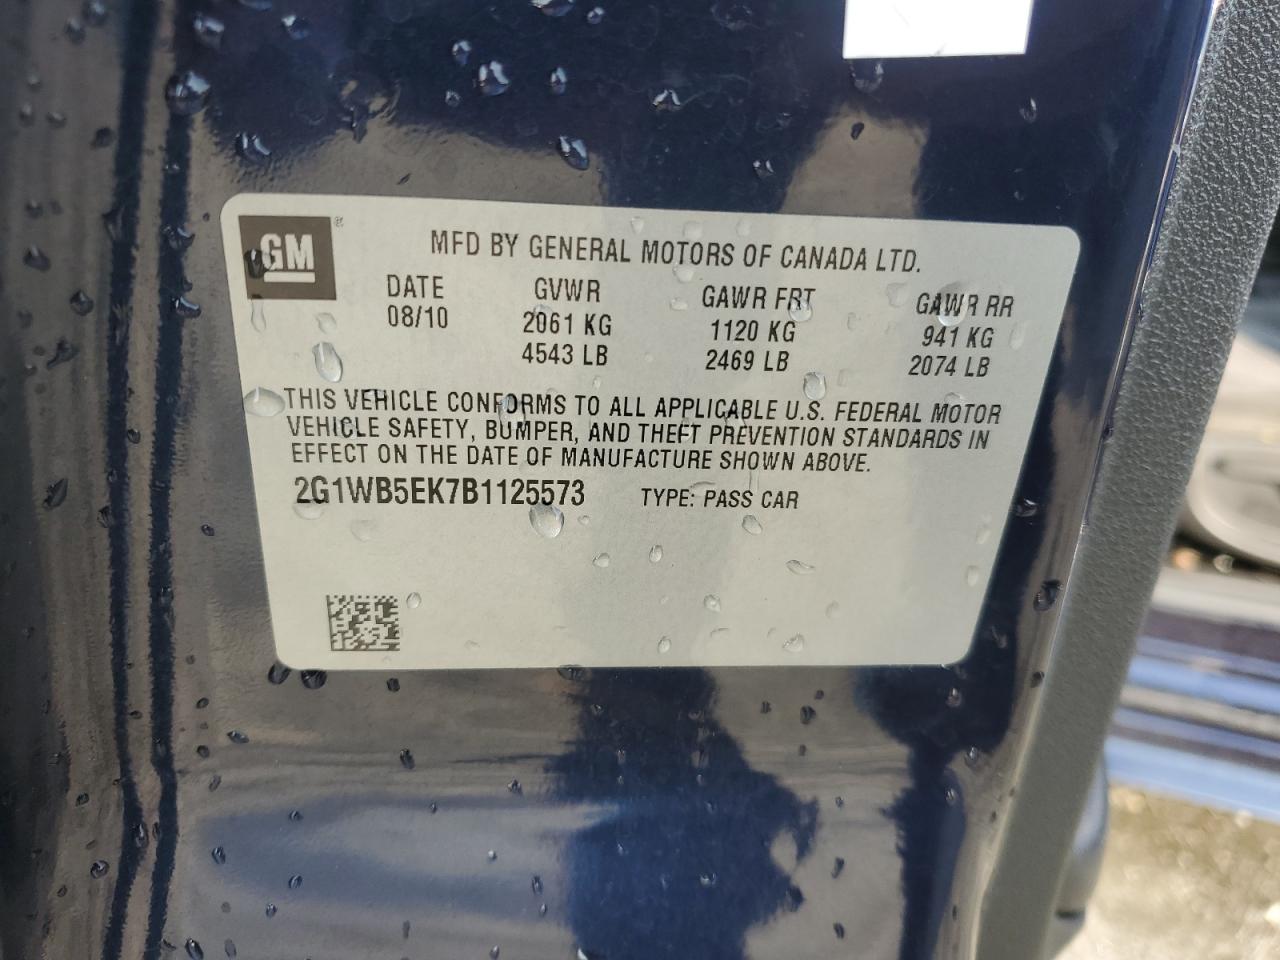 GM ®
MFD BY GENERAL MOTORS OF CANADA LTD.
DATE GVWR GAWR FRT GAWR RR
08/10 2061 KG 1120 KG 941 KG
4543 LB 2469 LB 2074 LB
THIS VEHICLE CONFORMS TO ALL APPLICABLE U.S. FEDERAL MOTOR
VEHICLE SAFETY, BUMPER, AND THEFT PREVENTION STANDARDS IN
EFFECT ON THE DATE OF MANUFACTURE SHOWN ABOVE.
2G1WB5EK7B1125573 TYPE: PASS CAR